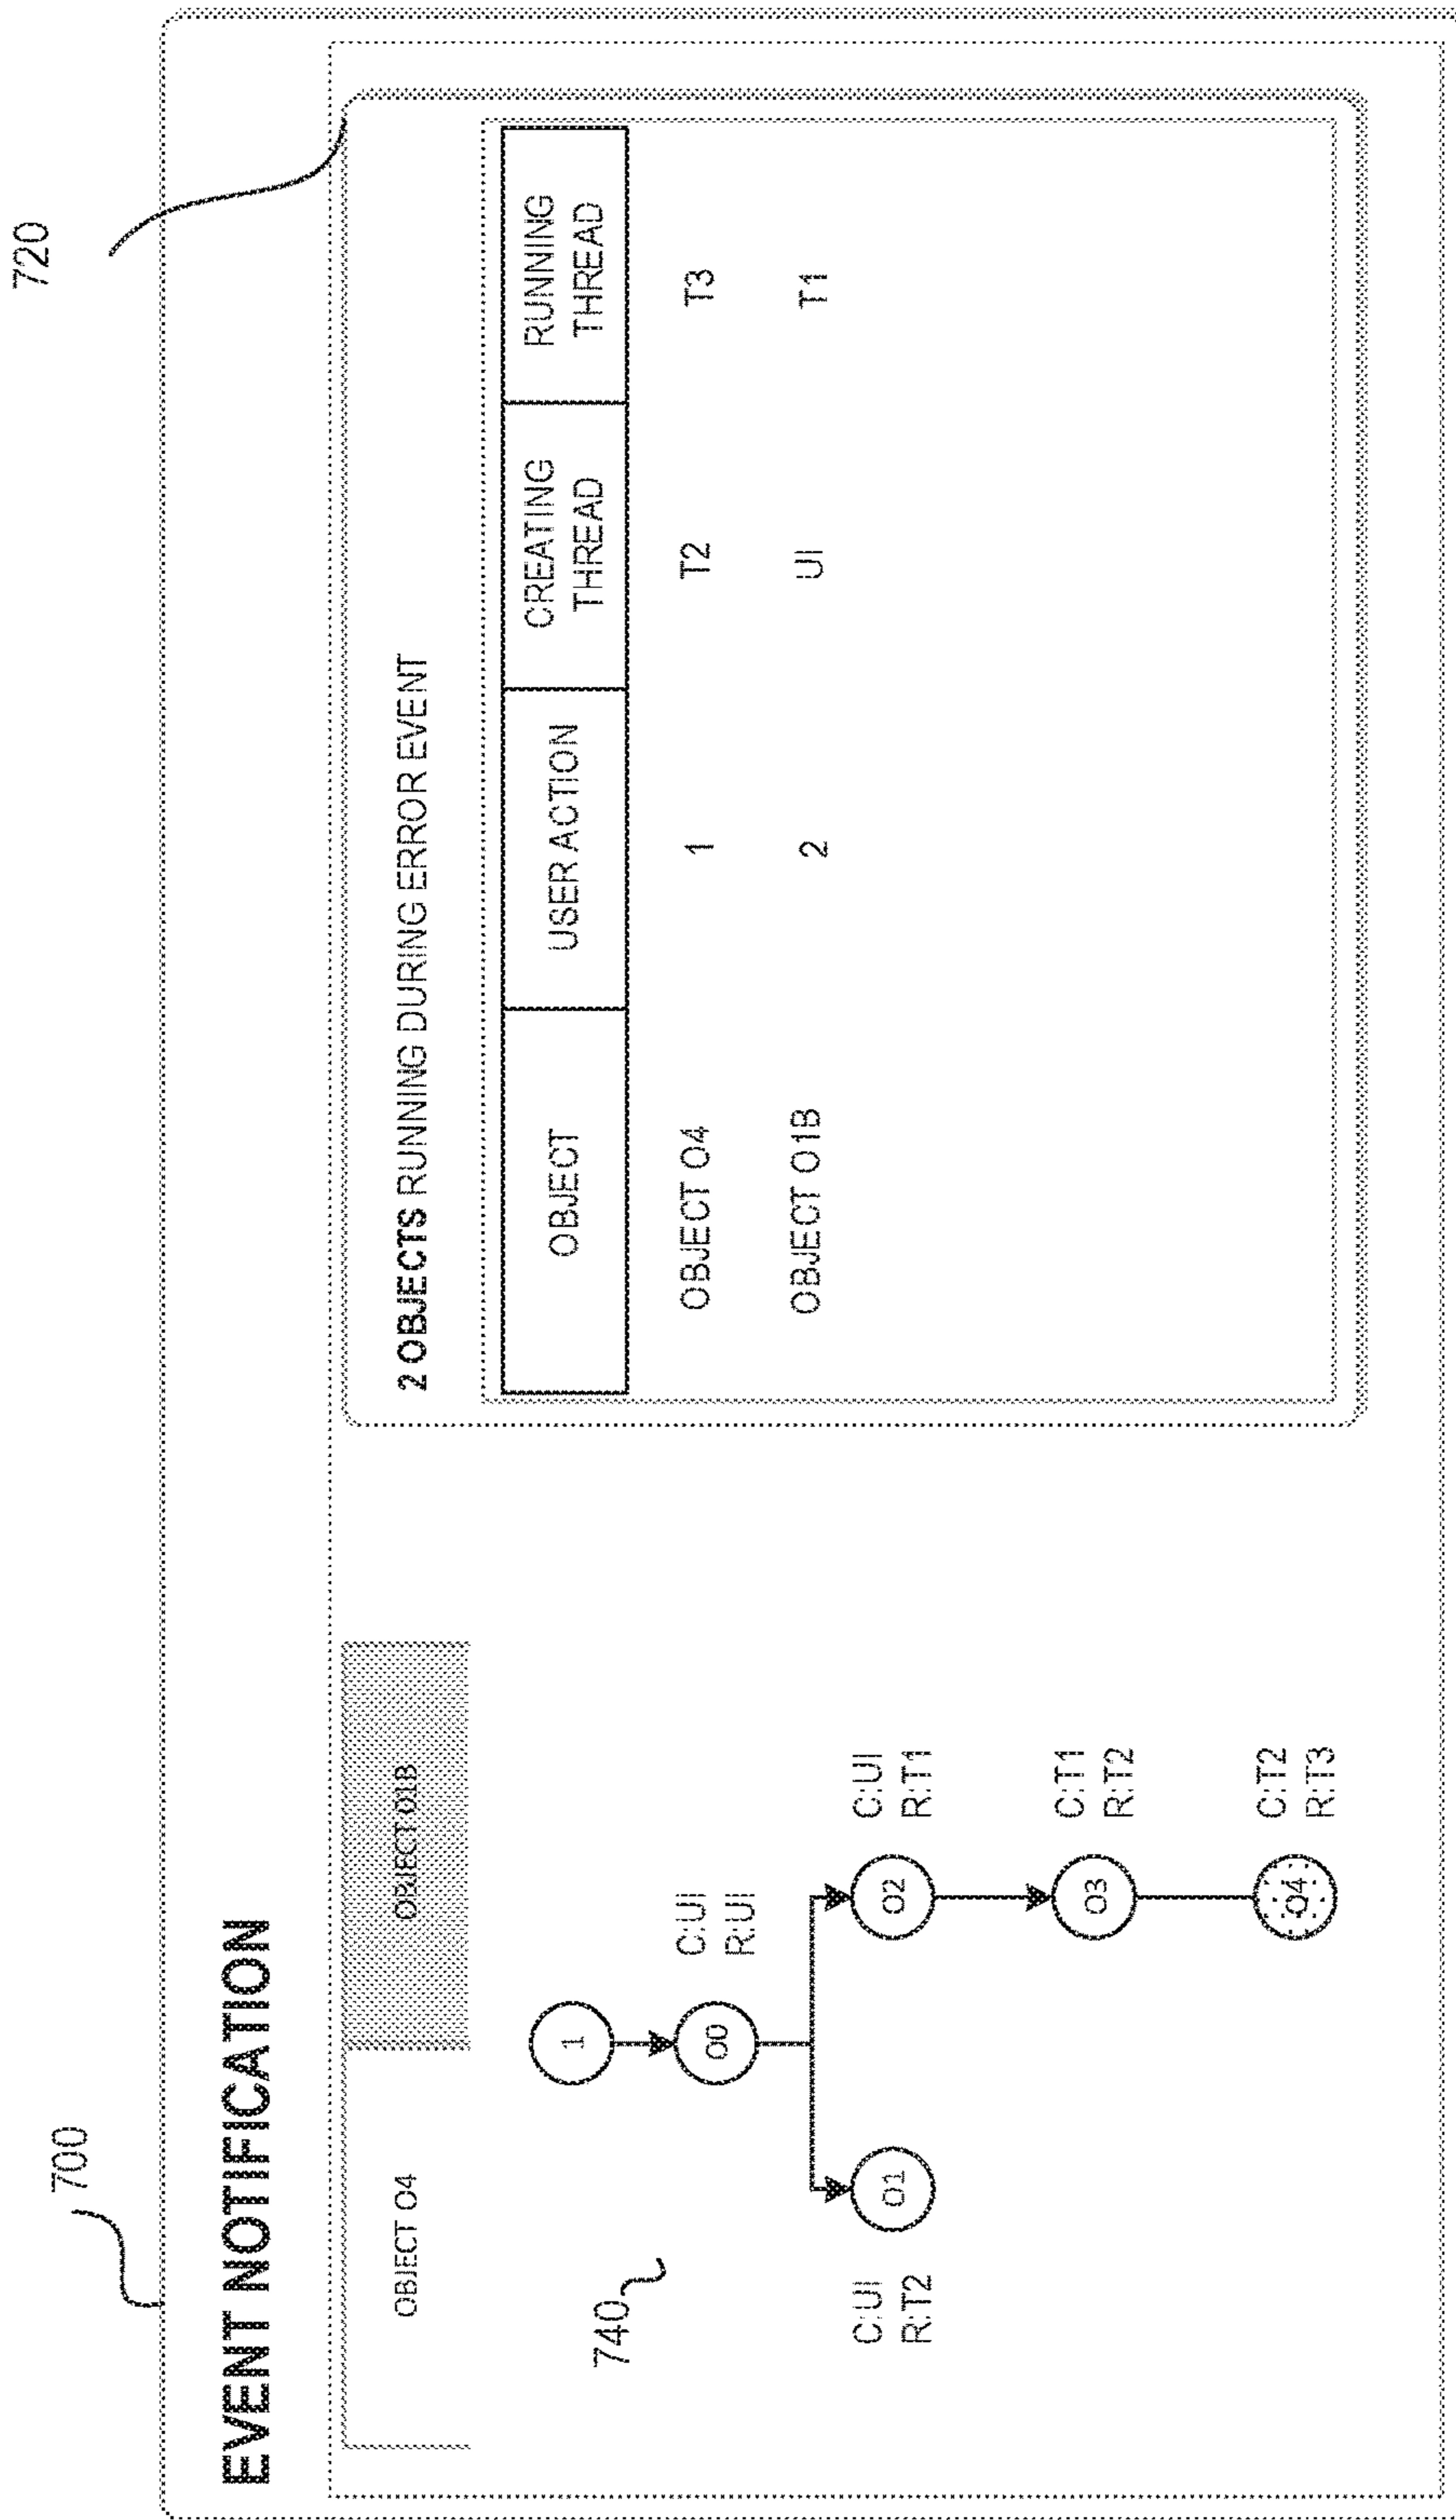 700
720
EVENT NOTIFICATION
OBJECT O4
OBJECT O1B
740
1
O0
C:UI
R:UI
O1
C:UI
R:T2
O2
C:UI
R:T1
O3
C:T1
R:T2
O4
C:T2
R:T3
2 OBJECTS RUNNING DURING ERROR EVENT
OBJECT
USER ACTION
CREATING
THREAD
RUNNING
THREAD
OBJECT O4 1 T2 T3
OBJECT O1B 2 UI T1